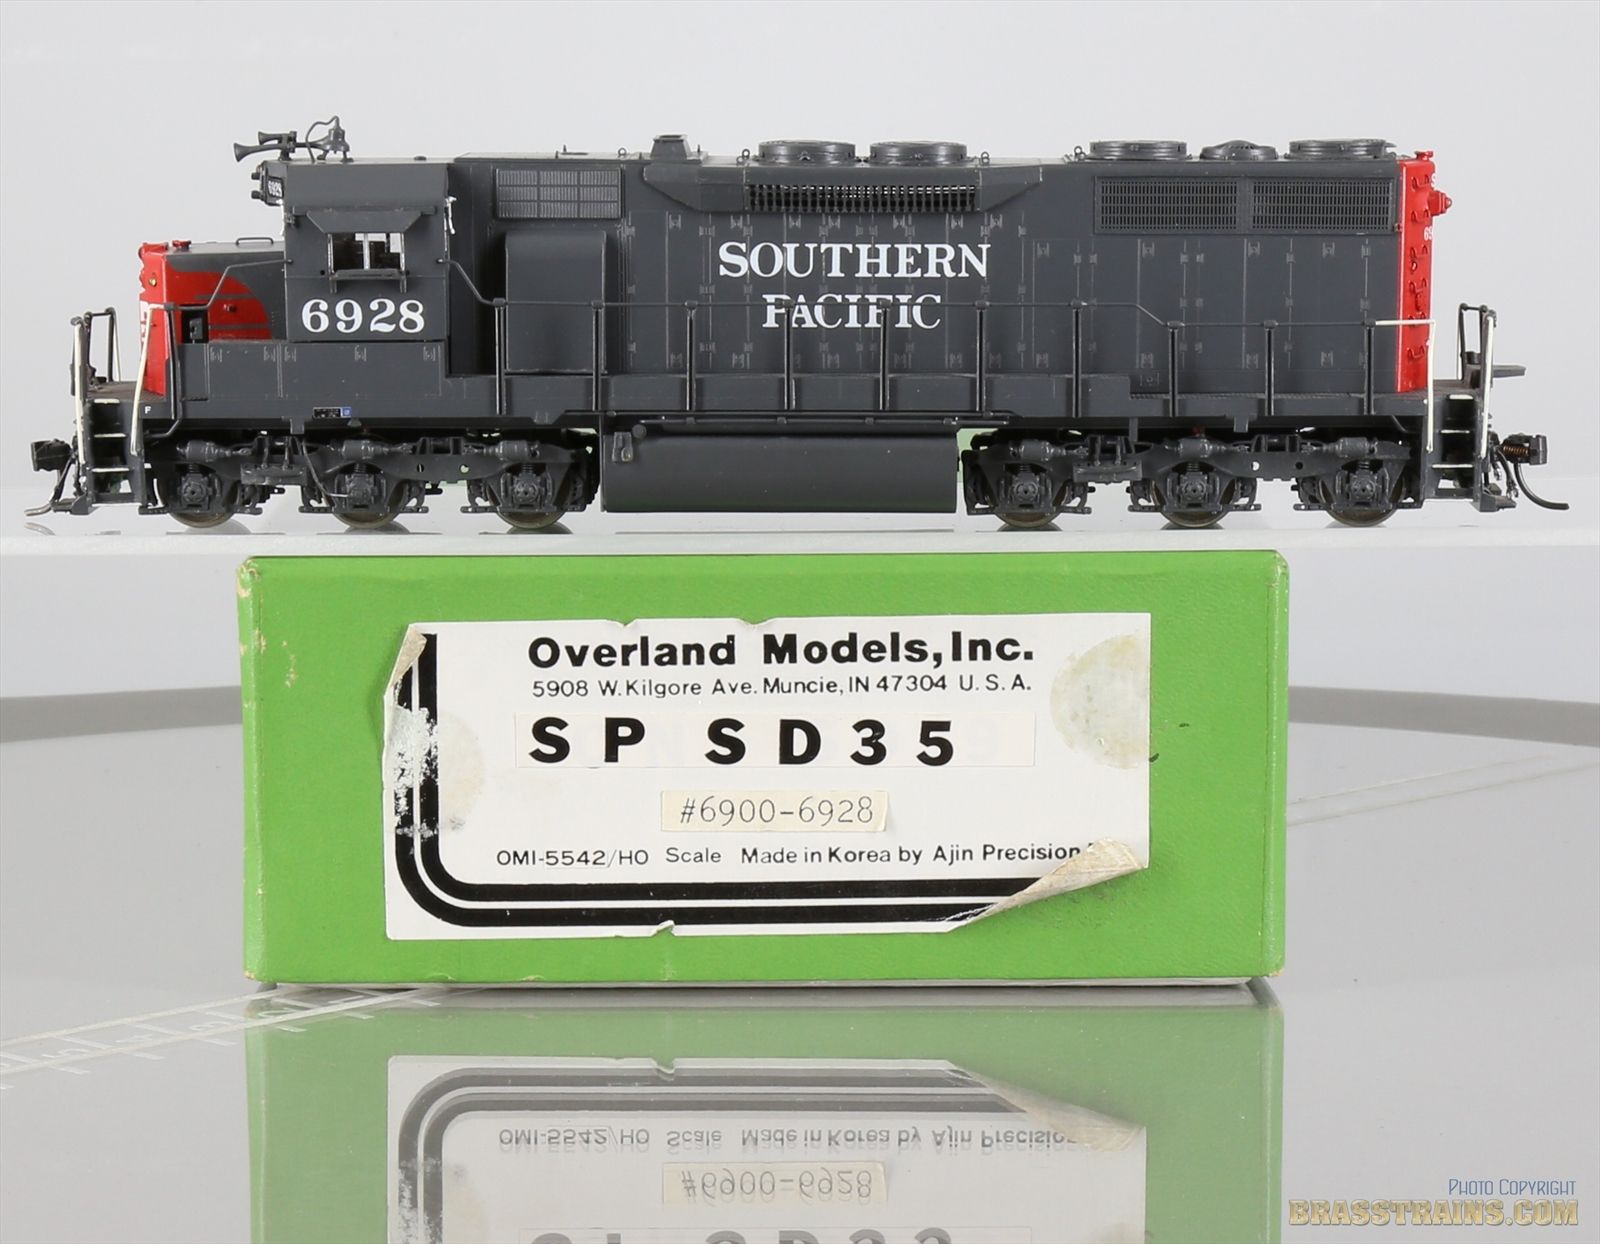 6928
SOUTHERN
PACIFIC
6928
F
Overland Models, Inc.
5908 W. Kilgore Ave. Muncie, IN 47304 U.S.A.
SP SD35
#6900-6928
OMI-5542/HO Scale Made in Korea by Ajin Precision
PHOTO COPYRIGHT
BRASSTRAINS.COM